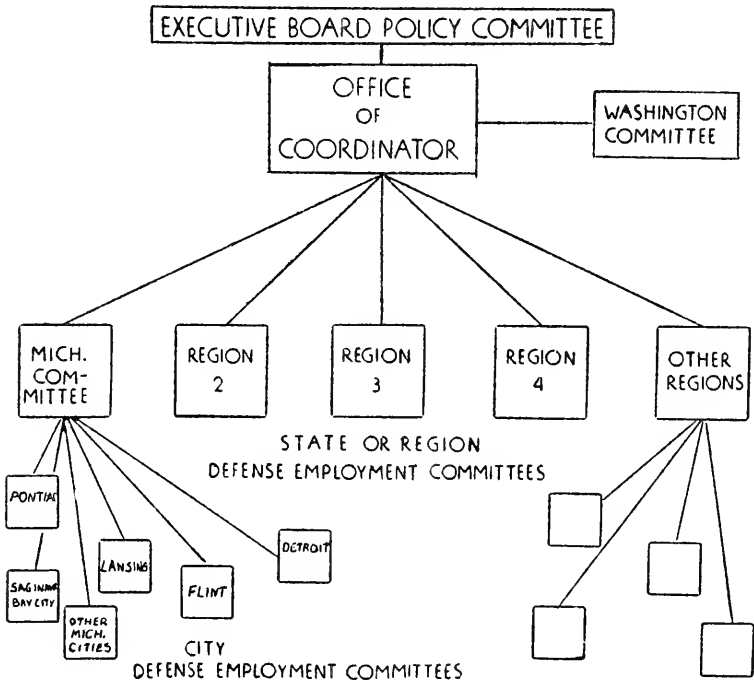 EXECUTIVE BOARD POLICY COMMITTEE
OFFICE
OF
COORDINATOR
WASHINGTON
COMMITTEE
MICH.
COM-
MITTEE
REGION
2
REGION
3
REGION
4
OTHER
REGIONS
STATE OR REGION
DEFENSE EMPLOYMENT COMMITTEES
PONTIAC
SAGINAW
BAY CITY
OTHER
MICH.
CITIES
LANSING
FLINT
DETROIT
CITY
DEFENSE EMPLOYMENT COMMITTEES